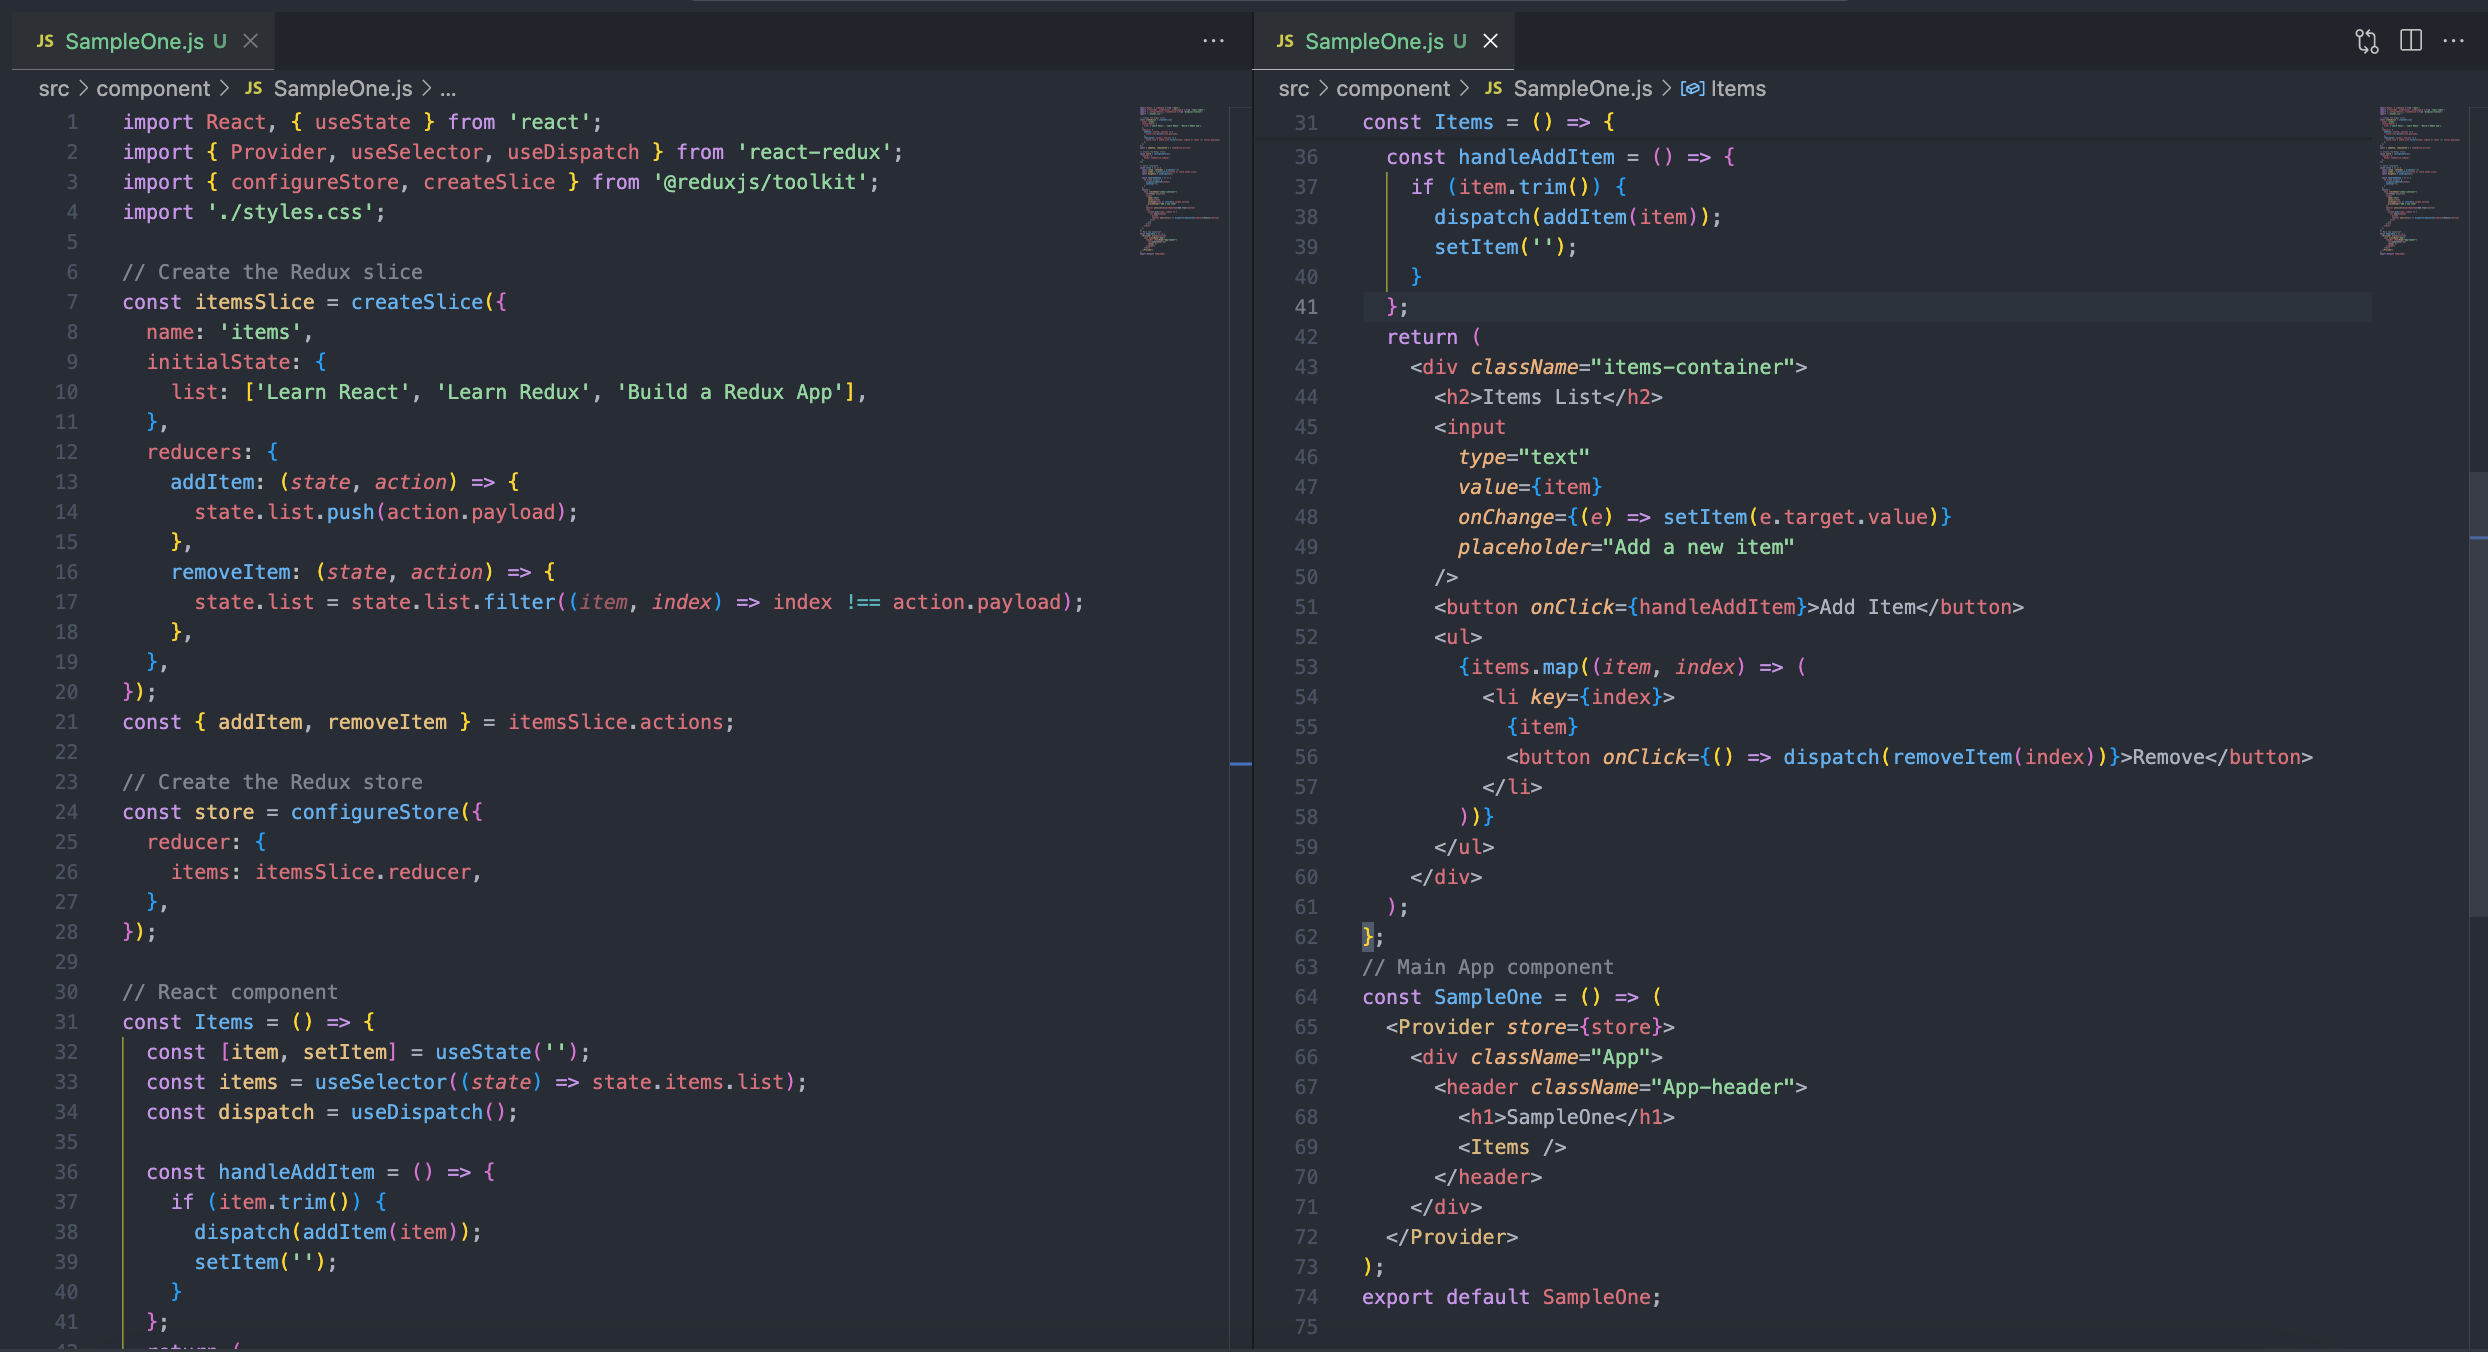 JS SampleOne.js U
src > component > JS SampleOne.js > ...
1 import React, { useState } from 'react';
2 import { Provider, useSelector, useDispatch } from 'react-redux';
3 import { configureStore, createSlice } from '@reduxjs/toolkit';
4 import './styles.css';
5
6 // Create the Redux slice
7 const itemsSlice = createSlice({
8   name: 'items',
9   initialState: {
10     list: ['Learn React', 'Learn Redux', 'Build a Redux App'],
11   },
12   reducers: {
13     addItem: (state, action) => {
14       state.list.push(action.payload);
15     },
16     removeItem: (state, action) => {
17       state.list = state.list.filter((item, index) => index !== action.payload);
18     },
19   },
20 });
21 const { addItem, removeItem } = itemsSlice.actions;
22
23 // Create the Redux store
24 const store = configureStore({
25   reducer: {
26     items: itemsSlice.reducer,
27   },
28 });
29
30 // React component
31 const Items = () => {
32   const [item, setItem] = useState('');
33   const items = useSelector((state) => state.items.list);
34   const dispatch = useDispatch();
35
36   const handleAddItem = () => {
37     if (item.trim()) {
38       dispatch(addItem(item));
39       setItem('');
40     }
41   };
42   return (
JS SampleOne.js U
src > component > JS SampleOne.js > Items
31 const Items = () => {
36   const handleAddItem = () => {
37     if (item.trim()) {
38       dispatch(addItem(item));
39       setItem('');
40     }
41   };
42   return (
43     <div className="items-container">
44       <h2>Items List</h2>
45       <input
46         type="text"
47         value={item}
48         onChange={(e) => setItem(e.target.value)}
49         placeholder="Add a new item"
50       />
51       <button onClick={handleAddItem}>Add Item</button>
52       <ul>
53         {items.map((item, index) => (
54           <li key={index}>
55             {item}
56             <button onClick={() => dispatch(removeItem(index))}>Remove</button>
57           </li>
58         ))}
59       </ul>
60     </div>
61   );
62 };
63 // Main App component
64 const SampleOne = () => (
65   <Provider store={store}>
66     <div className="App">
67       <header className="App-header">
68         <h1>SampleOne</h1>
69         <Items />
70       </header>
71     </div>
72   </Provider>
73 );
74 export default SampleOne;
75